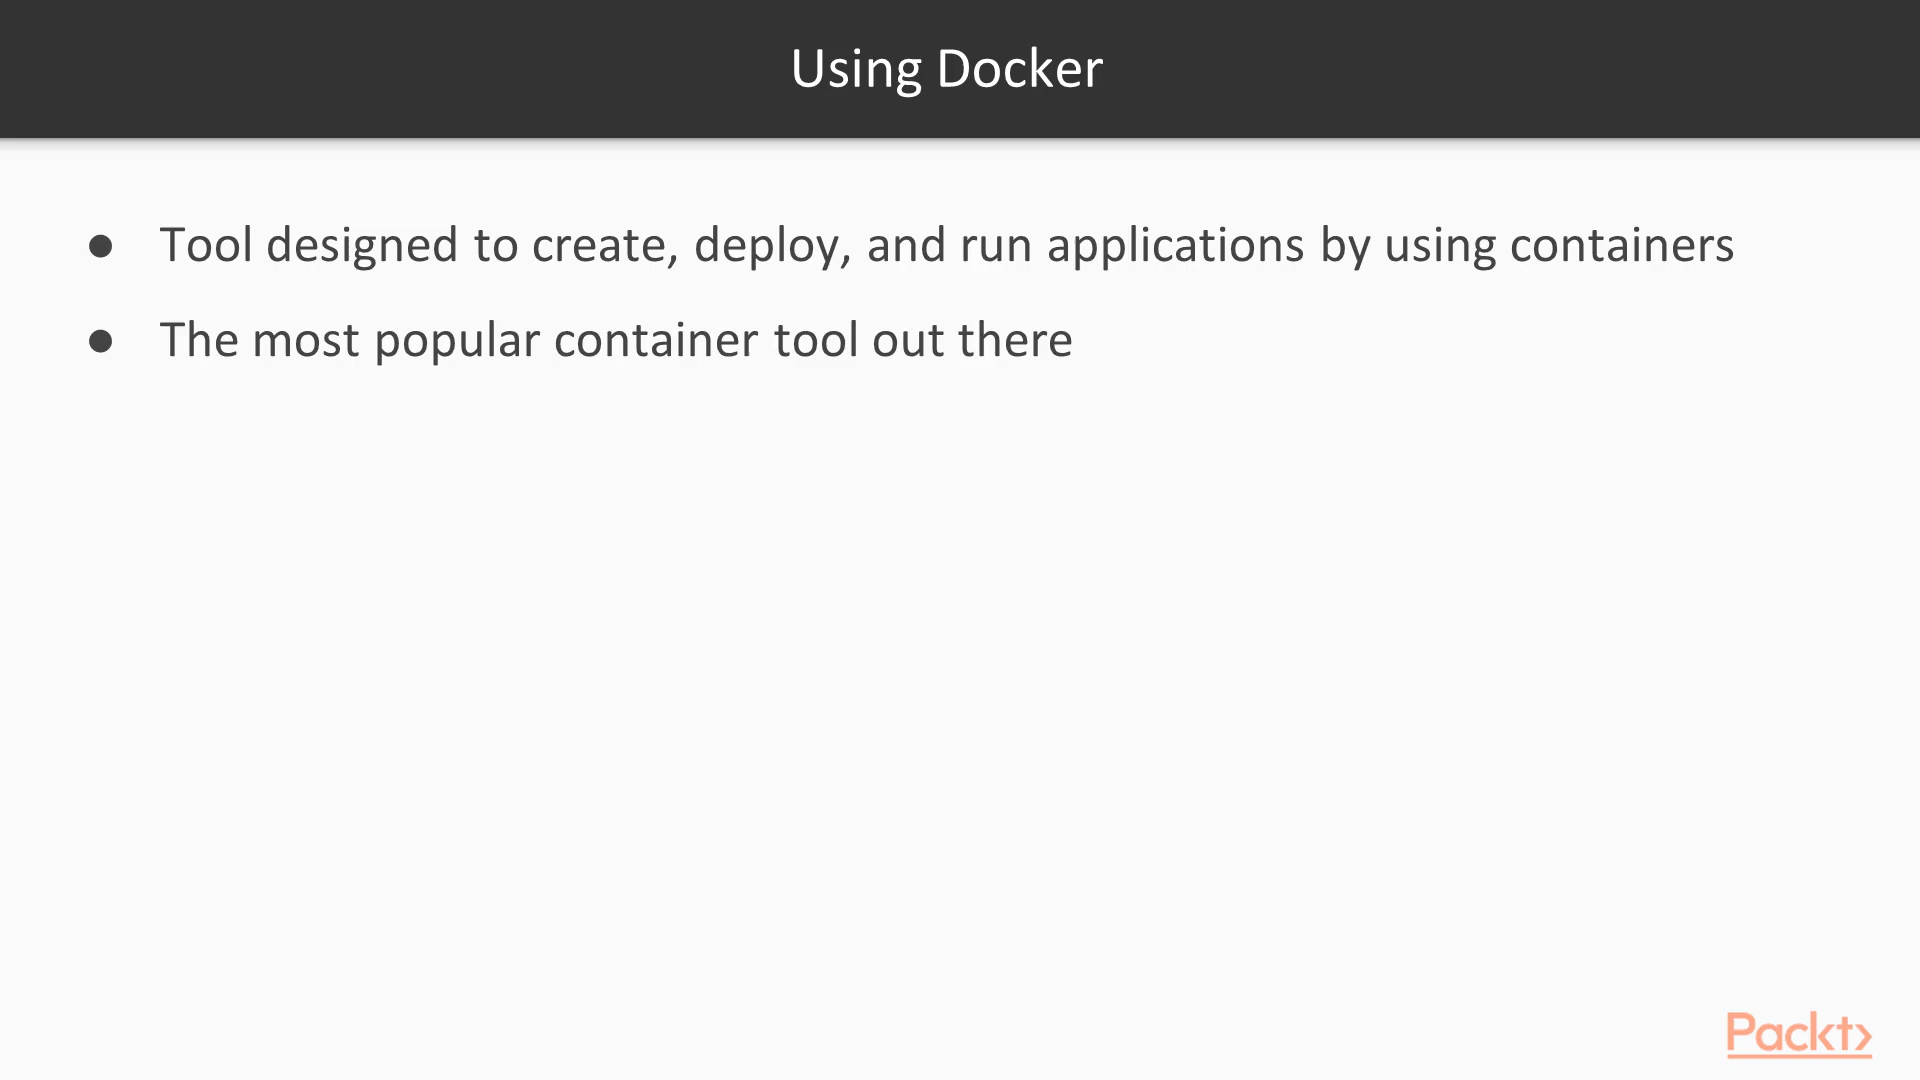 Using Docker
● Tool designed to create, deploy, and run applications by using containers
● The most popular container tool out there
Packt>